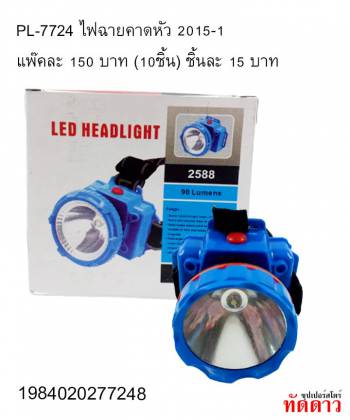 PL-7724 ไฟฉายคาดหัว 2015-1
แพ๊คละ 150 บาท (10ชิ้น) ชิ้นละ 15 บาท
LED HEADLIGHT
2588
90 Lumens
1984020277248
ซุปเปอร์สโตร์
ทัดดาว